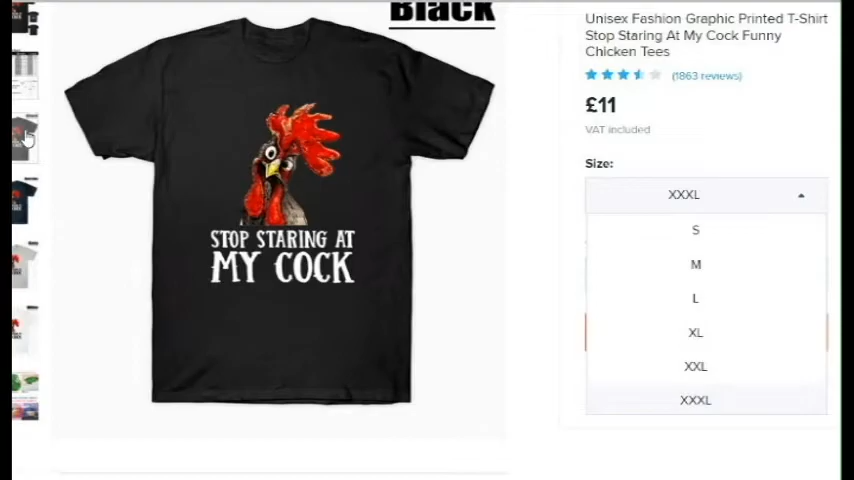 Black
Unisex Fashion Graphic Printed T-Shirt
Stop Staring At My Cock Funny
Chicken Tees
(1863 reviews)
£11
VAT included
Size:
XXXL
S
M
L
XL
XXL
XXXL
STOP STARING AT
MY COCK